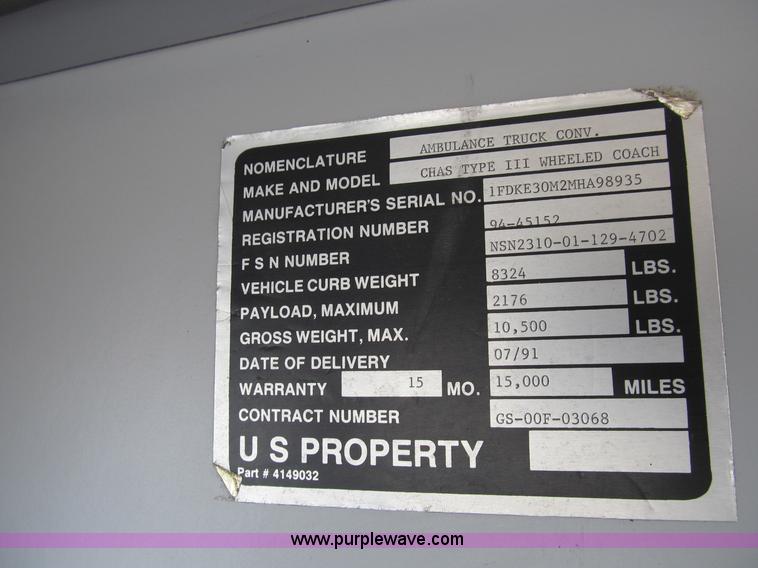 NOMENCLATURE AMBULANCE TRUCK CONV.
MAKE AND MODEL CHAS TYPE III WHEELED COACH
MANUFACTURER'S SERIAL NO. 1FDKE30M2MHA98935
REGISTRATION NUMBER 94-45152
F S N NUMBER NSN2310-01-129-4702
VEHICLE CURB WEIGHT 8324 LBS.
PAYLOAD, MAXIMUM 2176 LBS.
GROSS WEIGHT, MAX. 10,500 LBS.
DATE OF DELIVERY 07/91
WARRANTY 15 MO. 15,000 MILES
CONTRACT NUMBER GS-00F-03068
U S PROPERTY
Part # 4149032
www.purplewave.com